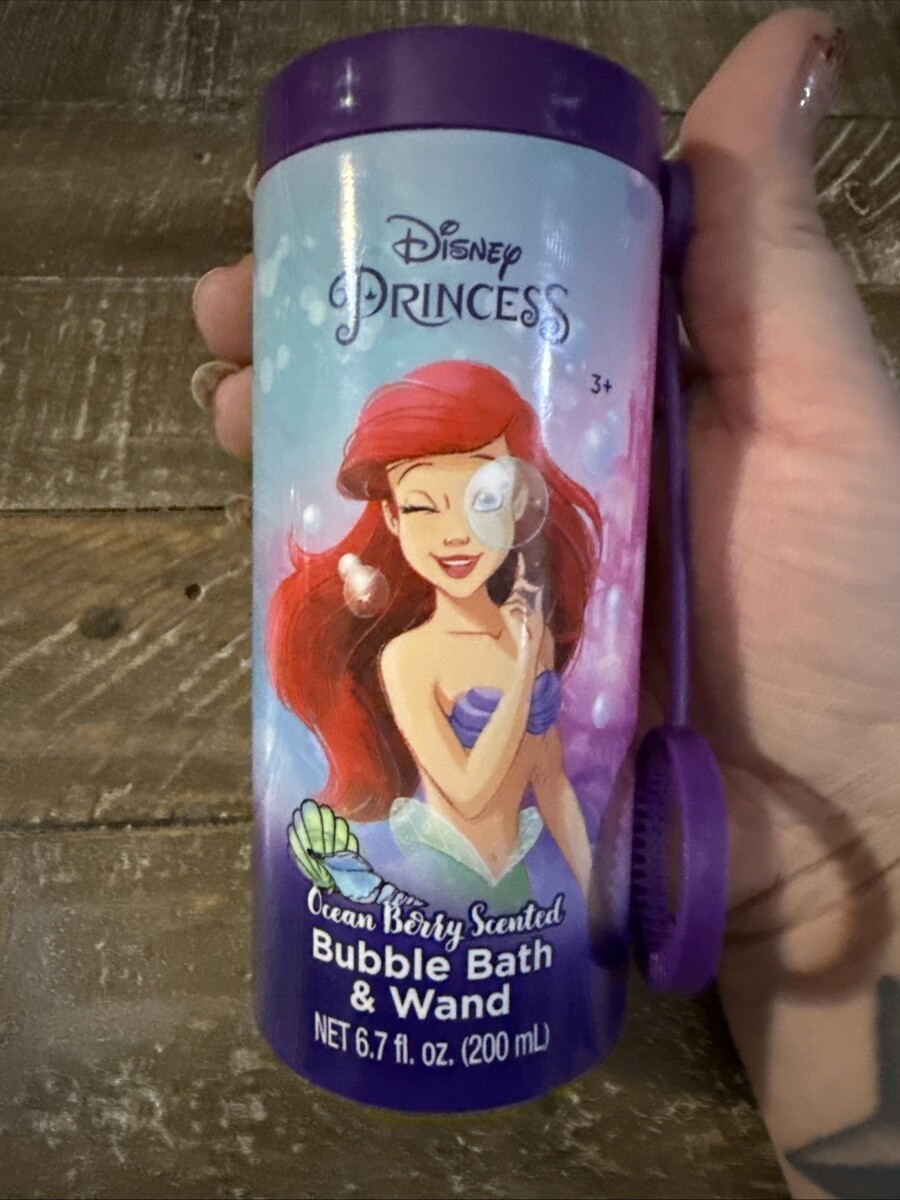 Disney
Princess
3+
Ocean Berry Scented
Bubble Bath
& Wand
NET 6.7 fl. oz. (200 mL)